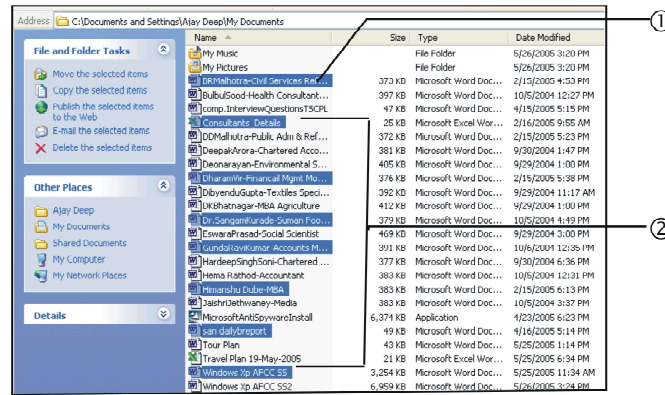 Address C:\Documents and Settings\Ajay Deep\My Documents
①
File and Folder Tasks
Move the selected items
Copy the selected items
Publish the selected items
to the Web
E-mail the selected items
Delete the selected items
Other Places
Ajay Deep
My Documents
Shared Documents
My Computer
My Network Places
Details
Name Size Type Date Modified
My Music File Folder 5/26/2005 3:20 PM
My Pictures File Folder 5/26/2005 3:20 PM
DRMalhotra-Civil Services 373 KB Microsoft Word Doc... 2/15/2005 4:53 PM
BulbulSood-Health Consultant... 397 KB Microsoft Word Doc... 10/5/2004 12:27 PM
comp.InterviewQuestionsTSCPL 47 KB Microsoft Word Doc... 4/15/2005 5:15 PM
Consultants_Details 25 KB Microsoft Excel Wor... 2/16/2005 9:55 AM
DDMalhotra-Public Adm & Ref... 372 KB Microsoft Word Doc... 2/15/2005 5:23 PM
DeepakArora-Chartered Acco... 381 KB Microsoft Word Doc... 9/30/2004 1:47 PM
Deonarayan-Environmental S... 405 KB Microsoft Word Doc... 9/29/2004 1:00 PM
DharamVir-Financail Mgmt Mo... 376 KB Microsoft Word Doc... 2/15/2005 5:38 PM
DibyenduGupta-Textiles Speci... 392 KB Microsoft Word Doc... 9/29/2004 11:17 AM
DKBhatnagar-MBA Agriculture 412 KB Microsoft Word Doc... 9/29/2004 1:00 PM
Dr.SangamKurade-Suman Foo... 379 KB Microsoft Word Doc... 10/5/2004 4:49 PM
EswaraPrasad-Social Scientist 469 KB Microsoft Word Doc... 9/29/2004 3:00 PM
②
GundaRaviKumar-Accounts M... 391 KB Microsoft Word Doc... 10/6/2004 12:35 PM
HardeepSinghSoni-Chartered ... 377 KB Microsoft Word Doc... 9/30/2004 6:36 PM
Hema Rathod-Accountant 383 KB Microsoft Word Doc... 10/5/2004 12:31 PM
Himanshu Dube-MBA 383 KB Microsoft Word Doc... 2/15/2005 6:13 PM
JaishriJethwaney-Media 383 KB Microsoft Word Doc... 10/5/2004 3:37 PM
MicrosoftAntiSpywareInstall 6,374 KB Application 4/23/2005 6:23 PM
san dailybreport 49 KB Microsoft Word Doc... 4/16/2005 5:14 PM
Tour Plan 43 KB Microsoft Word Doc... 5/25/2005 1:14 PM
Travel Plan 19-May-2005 21 KB Microsoft Excel Wor... 5/25/2005 6:34 PM
Windows Xp AFCC SS 3,254 KB Microsoft Word Doc... 5/25/2005 11:34 AM
Windows Xp AFCC SS2 6,959 KB Microsoft Word Doc... 5/26/2005 3:24 PM